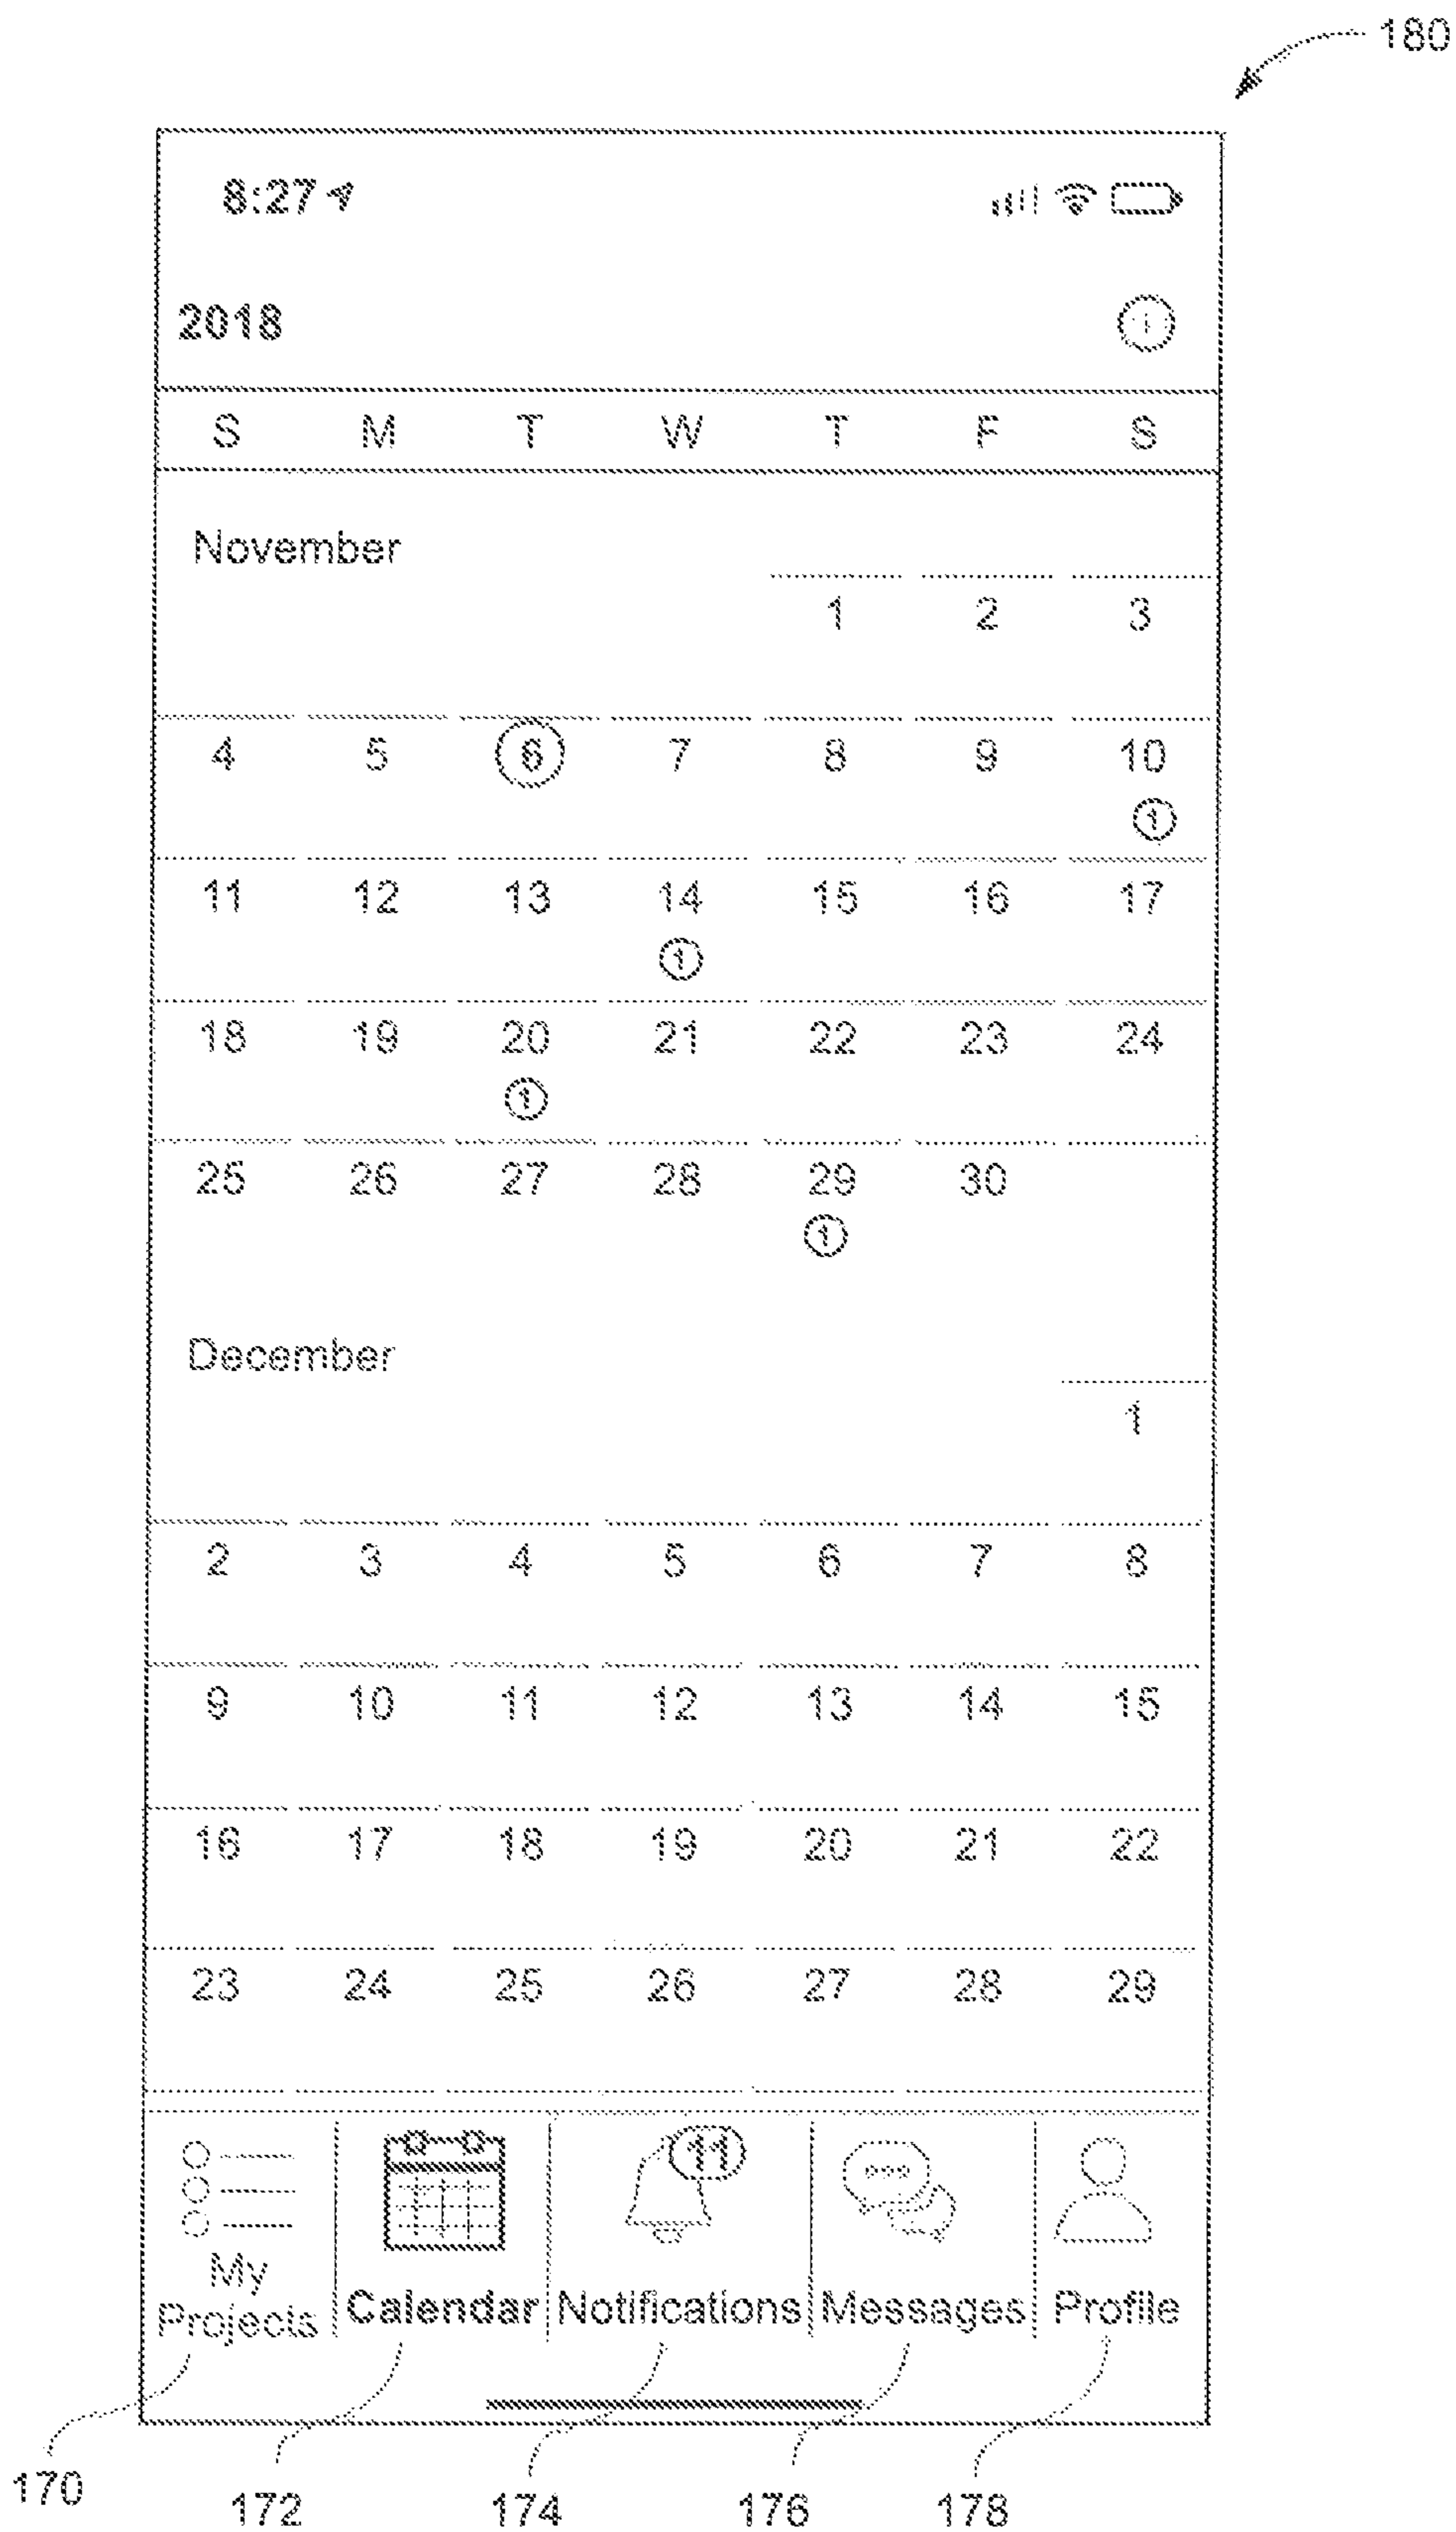 180
8:27
2018
1
S M T W T F S
November
1 2 3
4 5 6 7 8 9 10
1
11 12 13 14 15 16 17
1
18 19 20 21 22 23 24
1
25 26 27 28 29 30
1
December
1
2 3 4 5 6 7 8
9 10 11 12 13 14 15
16 17 18 19 20 21 22
23 24 25 26 27 28 29
11
My
Projects Calendar Notifications Messages Profile
170 172 174 176 178